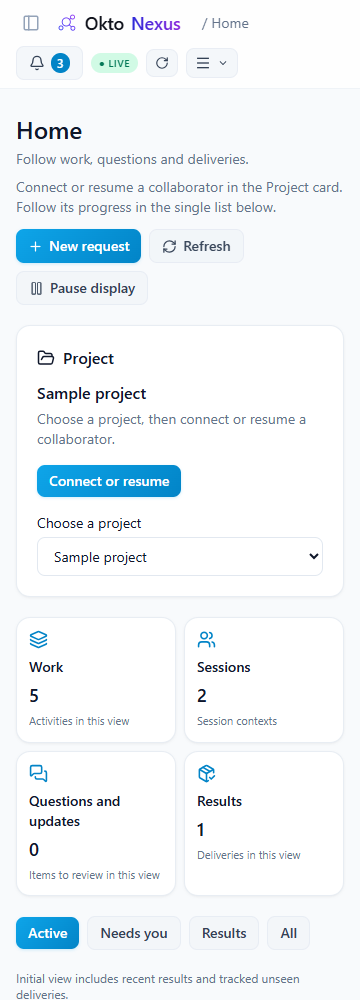 Okto Nexus / Home
3 LIVE
Home
Follow work, questions and deliveries.
Connect or resume a collaborator in the Project card.
Follow its progress in the single list below.
New request Refresh
Pause display
Project
Sample project
Choose a project, then connect or resume a
collaborator.
Connect or resume
Choose a project
Sample project
Work
5
Activities in this view
Sessions
2
Session contexts
Questions and
updates
0
Items to review in this view
Results
1
Deliveries in this view
Active Needs you Results All
Initial view includes recent results and tracked unseen
deliveries.